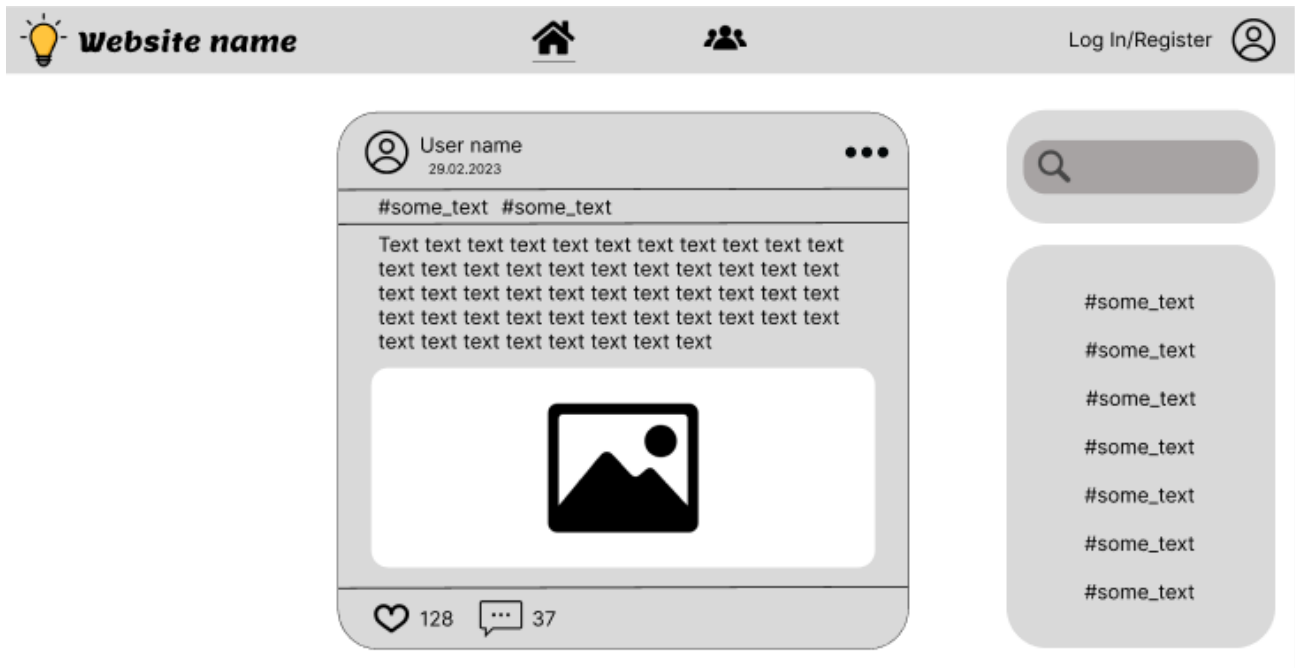 Website name
Log In/Register
User name
29.02.2023
#some_text #some_text
Text text text text text text text text text text text
text text text text text text text text text text text
text text text text text text text text text text text
text text text text text text text text text text text
text text text text text text text text
128 37
#some_text
#some_text
#some_text
#some_text
#some_text
#some_text
#some_text